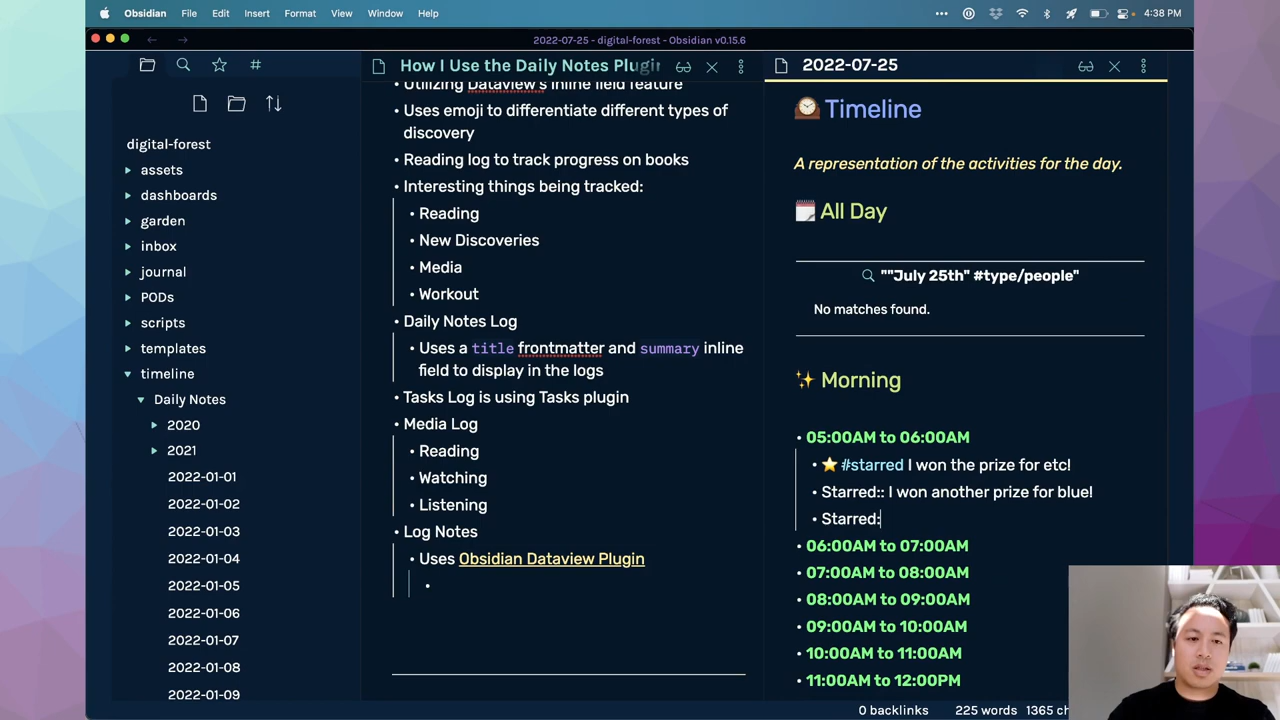 Obsidian File Edit Insert Format View Window Help 4:38 PM
2022-07-25 - digital-forest - Obsidian v0.15.6
#
digital-forest
assets
dashboards
garden
inbox
journal
PODs
scripts
templates
timeline
Daily Notes
2020
2021
2022-01-01
2022-01-02
2022-01-03
2022-01-04
2022-01-05
2022-01-06
2022-01-07
2022-01-08
2022-01-09
How I Use the Daily Notes Plugin
Utilizing Dataview's inline field feature
• Uses emoji to differentiate different types of
discovery
• Reading log to track progress on books
• Interesting things being tracked:
• Reading
• New Discoveries
• Media
• Workout
• Daily Notes Log
• Uses a title frontmatter and summary inline
field to display in the logs
• Tasks Log is using Tasks plugin
• Media Log
• Reading
• Watching
• Listening
• Log Notes
• Uses Obsidian Dataview Plugin
•
2022-07-25
🕰️ Timeline
A representation of the activities for the day.
🗓️ All Day
""July 25th" #type/people"
No matches found.
✨ Morning
• 05:00AM to 06:00AM
• ⭐ #starred I won the prize for etc!
• Starred:: I won another prize for blue!
• Starred:
• 06:00AM to 07:00AM
• 07:00AM to 08:00AM
• 08:00AM to 09:00AM
• 09:00AM to 10:00AM
• 10:00AM to 11:00AM
• 11:00AM to 12:00PM
0 backlinks 225 words 1365 ch